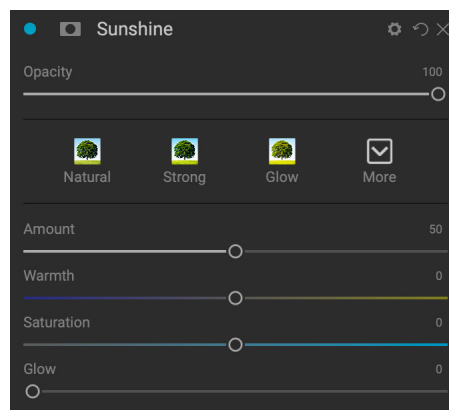 Sunshine
Opacity 100
Natural Strong Glow More
Amount 50
Warmth 0
Saturation 0
Glow 0